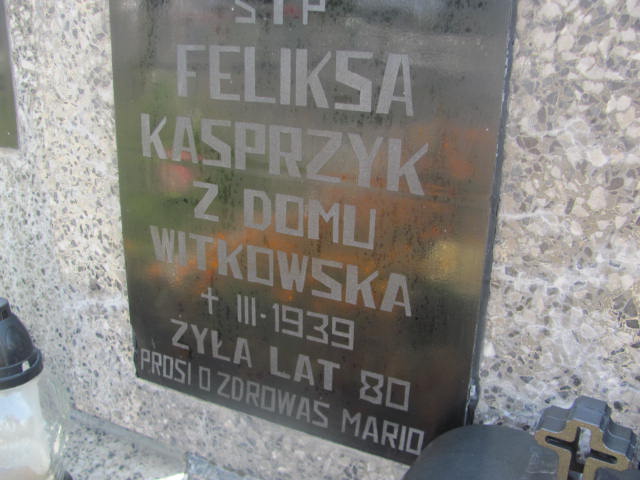 Ś†P
FELIKSA
KASPRZYK
Z DOMU
WITKOWSKA
† III·1939
ŻYŁA LAT 80
PROSI O ZDROWAŚ MARIO